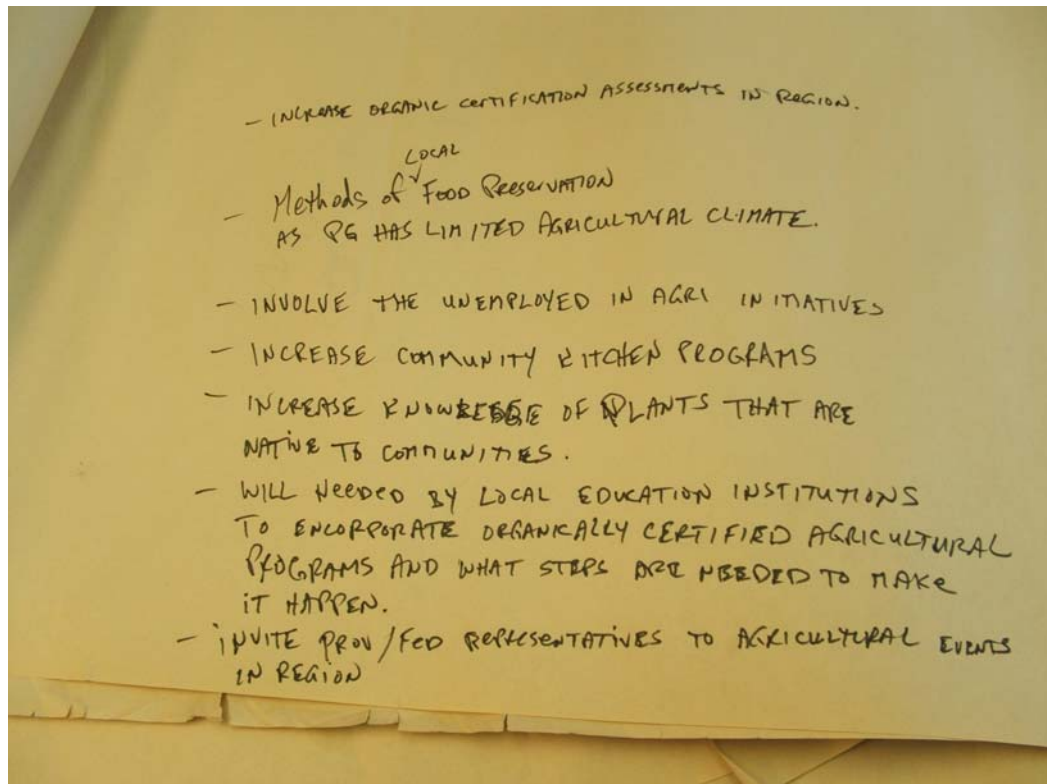 - INCREASE ORGANIC CERTIFICATION ASSESSMENTS IN REGION.
LOCAL
- Methods of FOOD PRESERVATION
AS PG HAS LIMITED AGRICULTURAL CLIMATE.
- INVOLVE THE UNEMPLOYED IN AGRI INITIATIVES
- INCREASE COMMUNITY KITCHEN PROGRAMS
- INCREASE KNOWLEDGE OF PLANTS THAT ARE
NATIVE TO COMMUNITIES.
- WILL NEEDED BY LOCAL EDUCATION INSTITUTIONS
TO ENCORPORATE ORGANICALLY CERTIFIED AGRICULTURAL
PROGRAMS AND WHAT STEPS ARE NEEDED TO MAKE
IT HAPPEN.
- INVITE PROV/FED REPRESENTATIVES TO AGRICULTURAL EVENTS
IN REGION